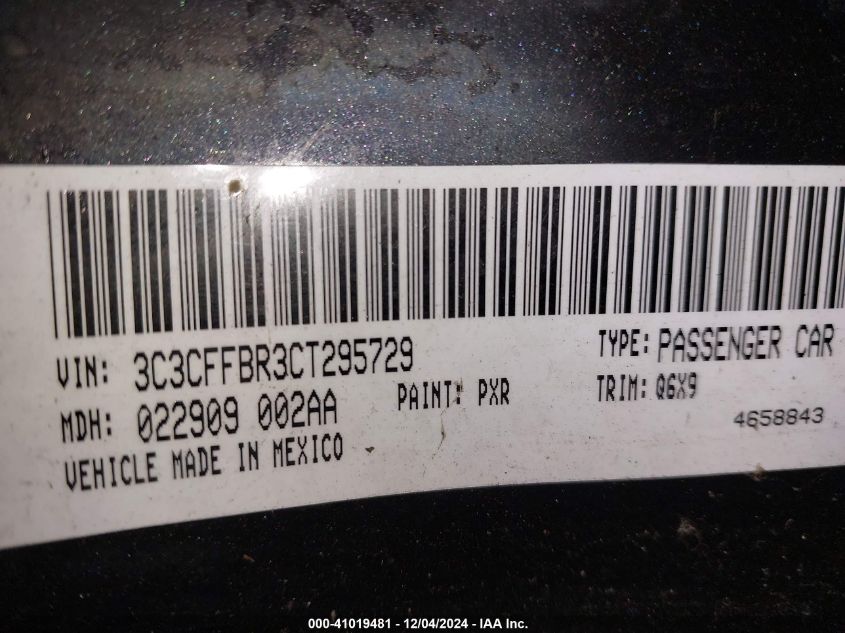 VIN: 3C3CFFBR3CT295729 TYPE: PASSENGER CAR
MDH: 022909 002AA PAINT: PXR TRIM: Q6X9
VEHICLE MADE IN MEXICO 4658843
000-41019481 - 12/04/2024 - IAA Inc.